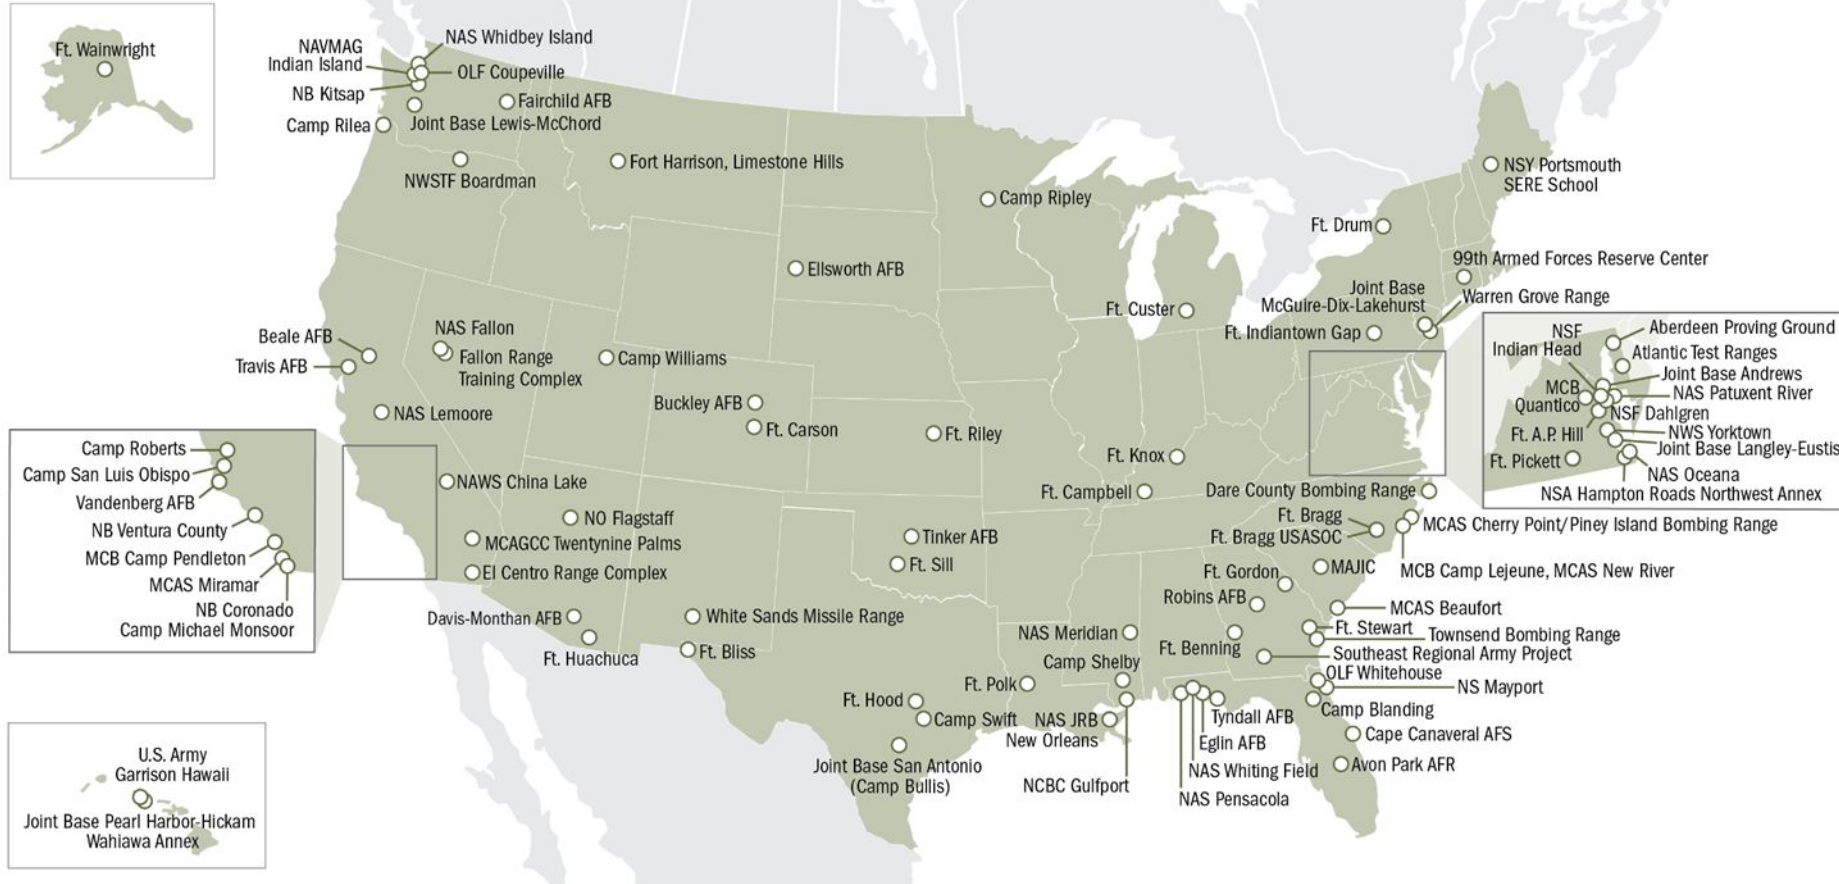 Ft. Wainwright
NAVMAG
Indian Island
NAS Whidbey Island
OLF Coupeville
NB Kitsap
Fairchild AFB
Camp Rilea
Joint Base Lewis-McChord
NWSTF Boardman
Fort Harrison, Limestone Hills
Camp Ripley
NSY Portsmouth
SERE School
Ft. Drum
99th Armed Forces Reserve Center
Ellsworth AFB
Joint Base
McGuire-Dix-Lakehurst
Warren Grove Range
Ft. Custer
Ft. Indiantown Gap
Beale AFB
Travis AFB
NAS Fallon
Fallon Range
Training Complex
Camp Williams
NAS Lemoore
Buckley AFB
Ft. Carson
Ft. Riley
Ft. Knox
Ft. Campbell
NSF
Indian Head
Aberdeen Proving Ground
Atlantic Test Ranges
Joint Base Andrews
MCB
Quantico
NAS Patuxent River
NSF Dahlgren
Ft. A.P. Hill
NWS Yorktown
Joint Base Langley-Eustis
Ft. Pickett
NAS Oceana
NSA Hampton Roads Northwest Annex
Camp Roberts
Camp San Luis Obispo
Vandenberg AFB
NB Ventura County
MCB Camp Pendleton
MCAS Miramar
NB Coronado
Camp Michael Monsoor
NAWS China Lake
NO Flagstaff
MCAGCC Twentynine Palms
El Centro Range Complex
Davis-Monthan AFB
Ft. Huachuca
White Sands Missile Range
Ft. Bliss
Tinker AFB
Ft. Sill
Dare County Bombing Range
Ft. Bragg
Ft. Bragg USASOC
MCAS Cherry Point/Piney Island Bombing Range
MCB Camp Lejeune, MCAS New River
MAJIC
Ft. Gordon
Robins AFB
MCAS Beaufort
Ft. Stewart
Townsend Bombing Range
NAS Meridian
Ft. Benning
Southeast Regional Army Project
Camp Shelby
OLF Whitehouse
Ft. Polk
NS Mayport
Ft. Hood
Camp Swift
NAS JRB
New Orleans
Tyndall AFB
Camp Blanding
Eglin AFB
Cape Canaveral AFS
Joint Base San Antonio
(Camp Bullis)
NCBC Gulfport
NAS Whiting Field
Avon Park AFR
NAS Pensacola
U.S. Army
Garrison Hawaii
Joint Base Pearl Harbor-Hickam
Wahiawa Annex